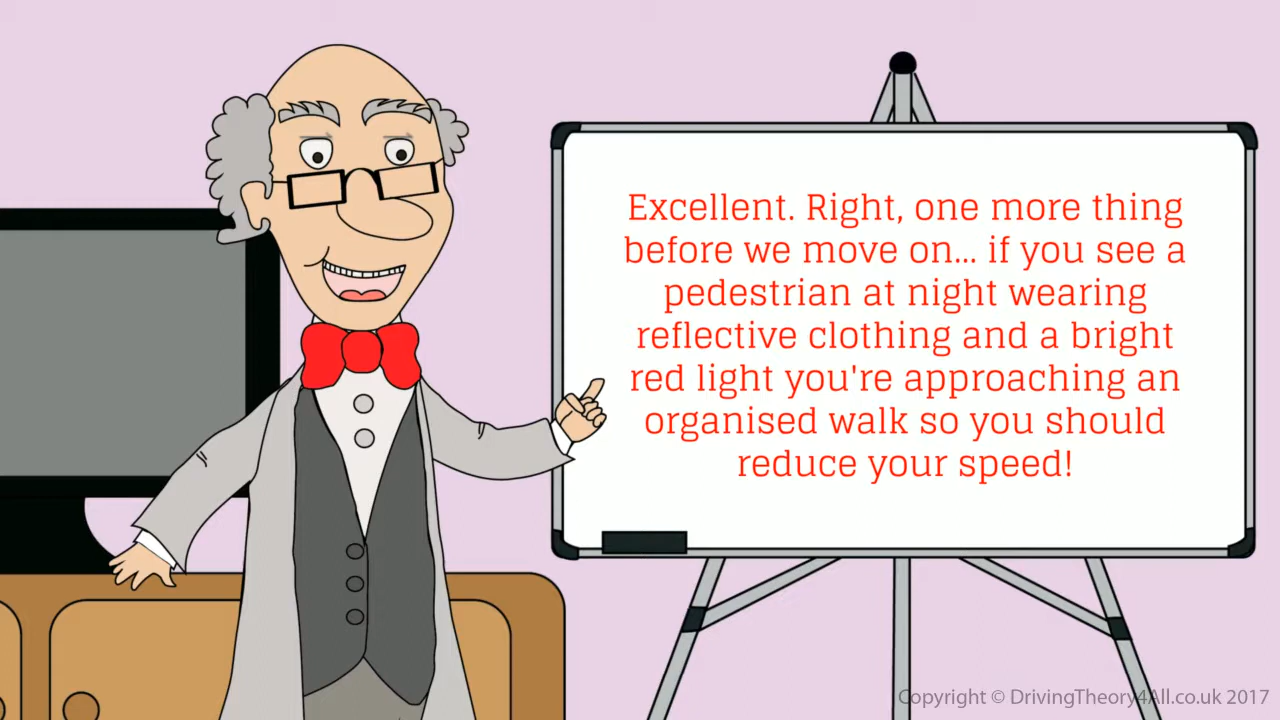 Excellent. Right, one more thing
before we move on... if you see a
pedestrian at night wearing
reflective clothing and a bright
red light you're approaching an
organised walk so you should
reduce your speed!
Copyright © DrivingTheory4All.co.uk 2017